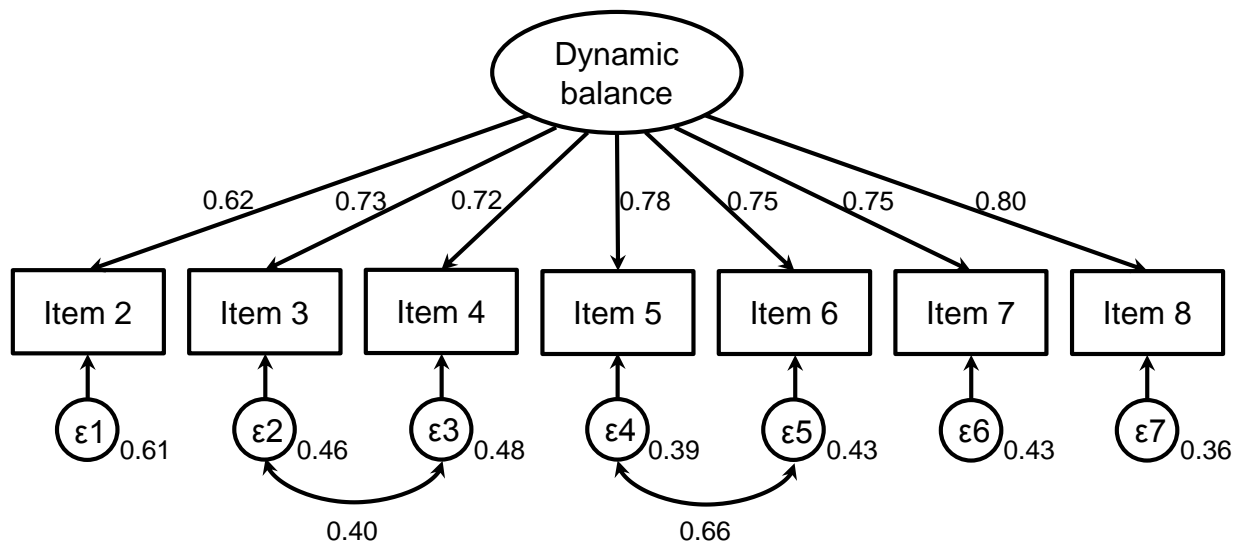 Dynamic
balance
0.62 0.73 0.72 0.78 0.75 0.75 0.80
Item 2 Item 3 Item 4 Item 5 Item 6 Item 7 Item 8
ε1 0.61 ε2 0.46 ε3 0.48 ε4 0.39 ε5 0.43 ε6 0.43 ε7 0.36
0.40 0.66